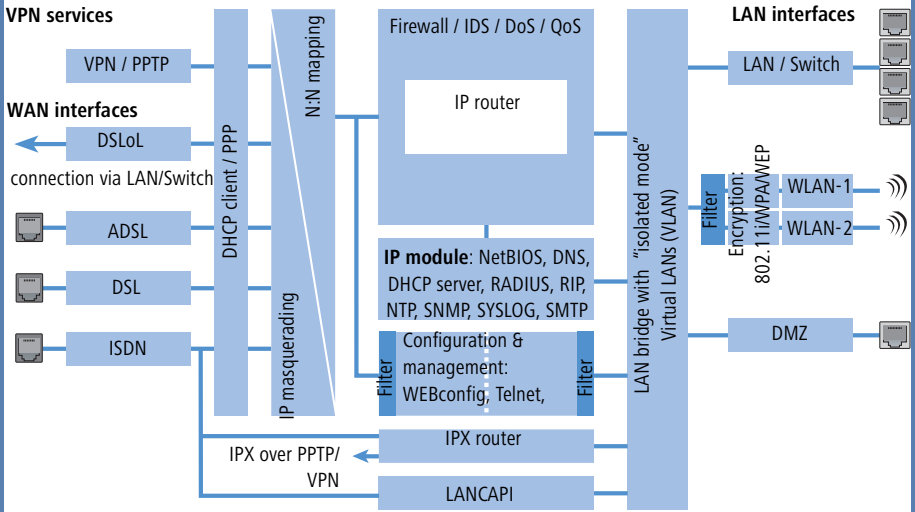 VPN services
VPN / PPTP
WAN interfaces
DSLoL
connection via LAN/Switch
ADSL
DSL
ISDN
DHCP client / PPP
IP masquerading
N:N mapping
Firewall / IDS / DoS / QoS
IP router
IP module: NetBIOS, DNS,
DHCP server, RADIUS, RIP,
NTP, SNMP, SYSLOG, SMTP
Filter
Configuration &
management:
WEBconfig, Telnet,
Filter
IPX router
IPX over PPTP/
VPN
LANCAPI
LAN bridge with "isolated mode"
Virtual LANs (VLAN)
LAN interfaces
LAN / Switch
Filter
Encryption:
802.11i/WPA/WEP
WLAN-1
WLAN-2
DMZ